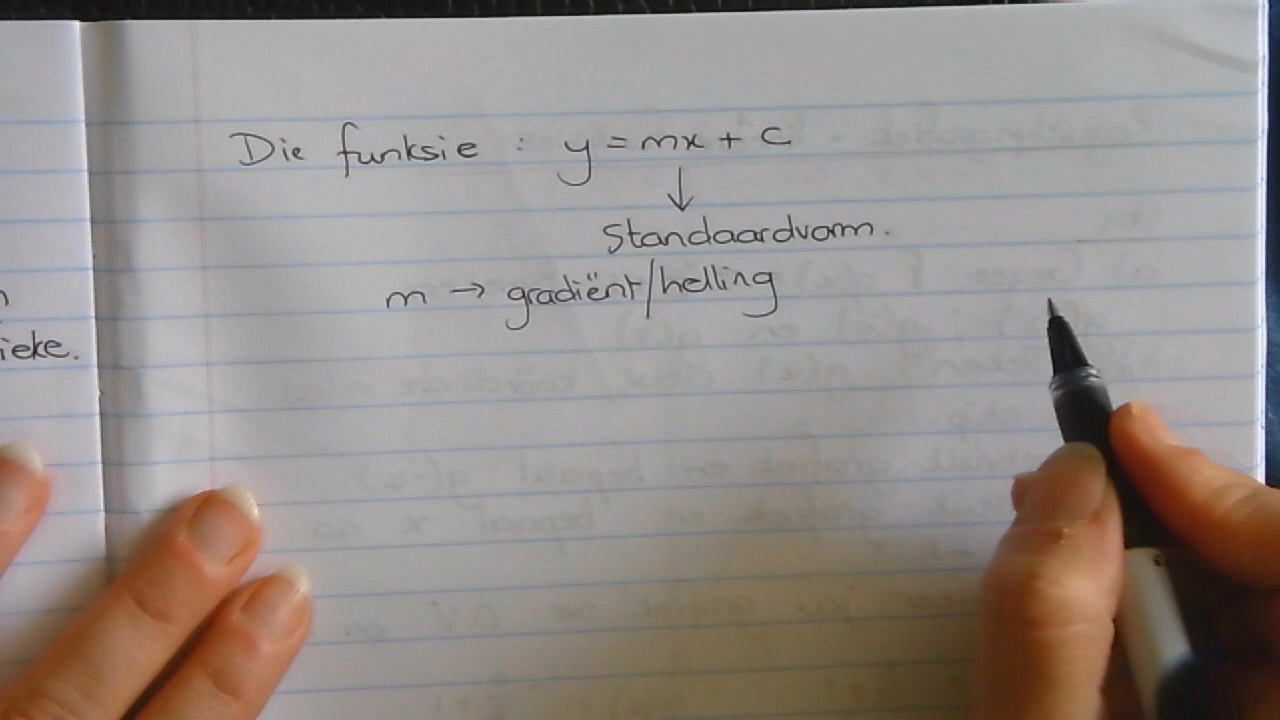 Die funksie : y = mx + c
↓
Standaardvorm.
m → gradiënt/helling
ieke.